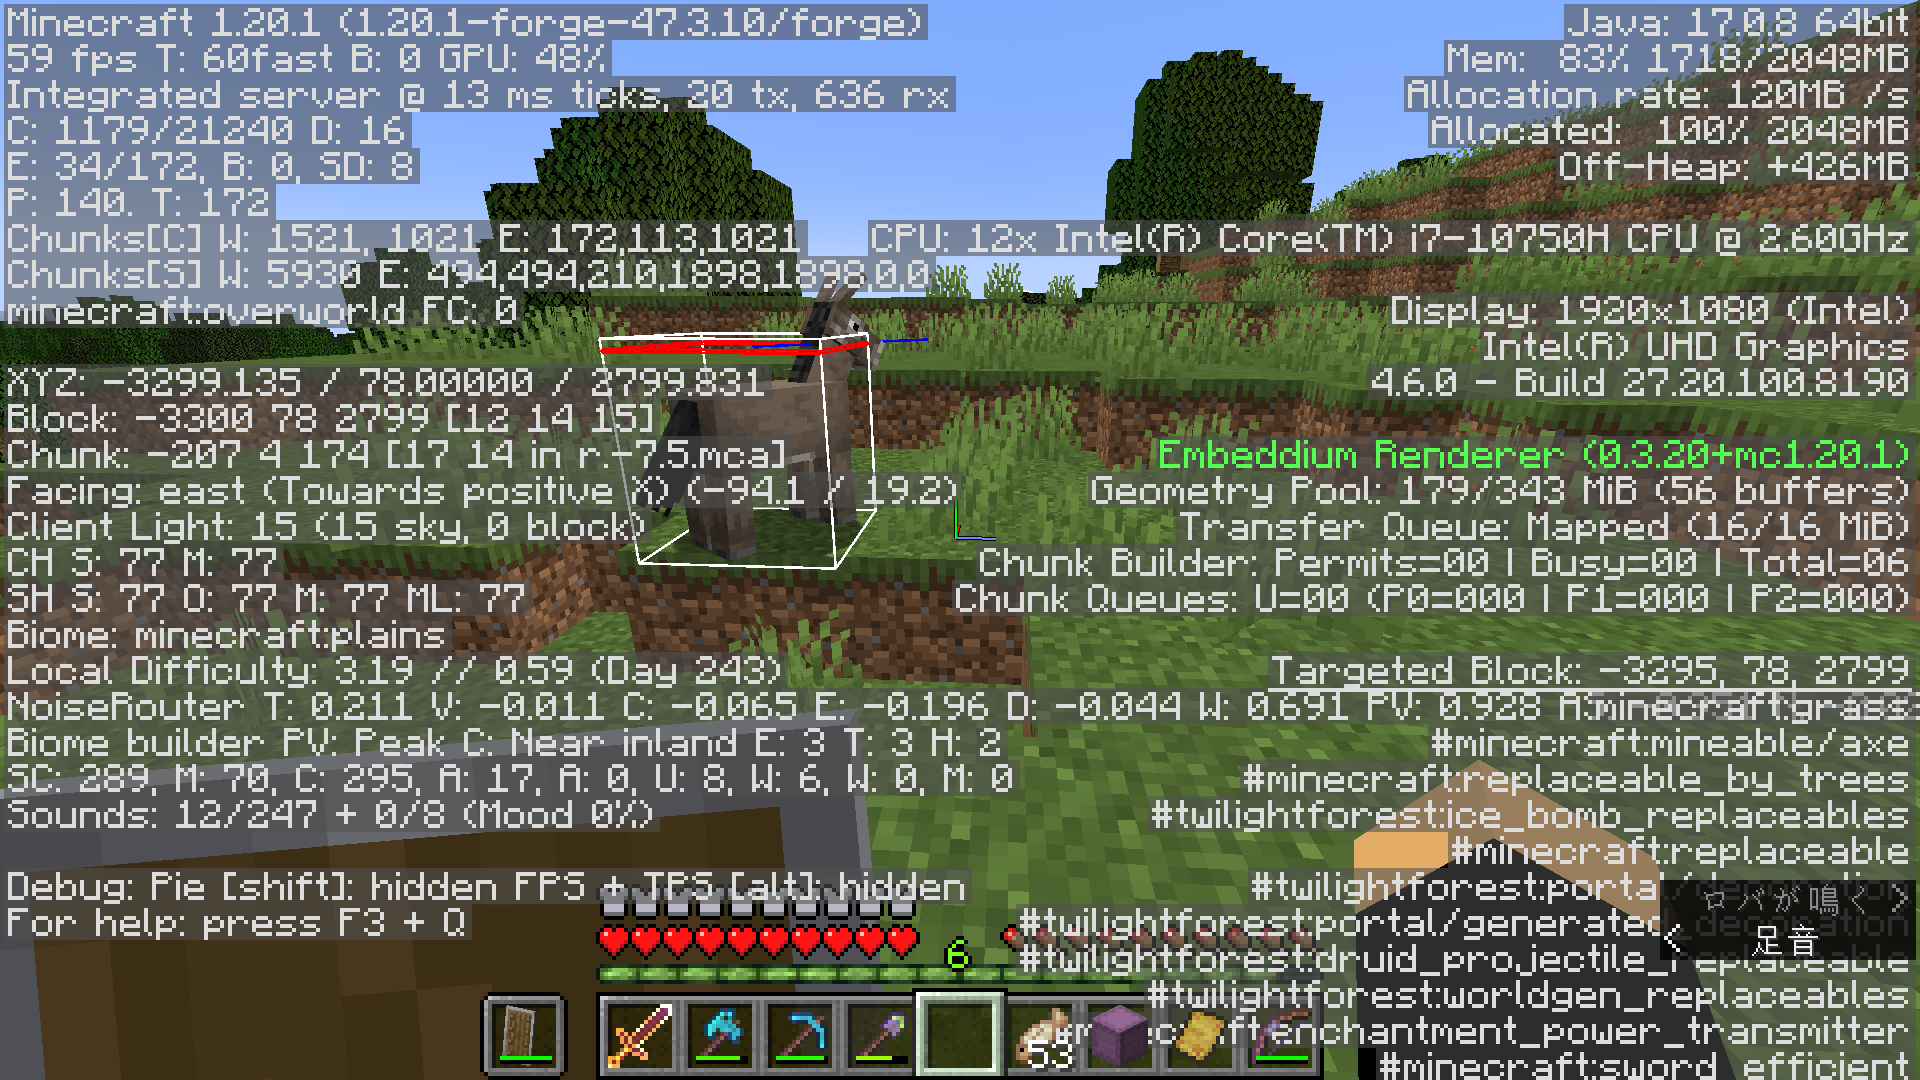 Minecraft 1.20.1 (1.20.1-forge-47.3.10/forge)
59 fps T: 60fast B: 0 GPU: 48%
Integrated server @ 13 ms ticks, 20 tx, 636 rx
C: 1179/21240 D: 16
E: 34/172, B: 0, SD: 8
P: 140. T: 172
Chunks[C] W: 1521, 1021 E: 172,113,1021
Chunks[S] W: 5930 E: 494,494,210,1898,1898,0,0
minecraft:overworld FC: 0
XYZ: -3299.135 / 78.00000 / 2799.831
Block: -3300 78 2799 [12 14 15]
Chunk: -207 4 174 [17 14 in r.-7.5.mca]
Facing: east (Towards positive X) (-94.1 / 19.2)
Client Light: 15 (15 sky, 0 block)
CH S: 77 M: 77
SH S: 77 O: 77 M: 77 ML: 77
Biome: minecraft:plains
Local Difficulty: 3.19 // 0.59 (Day 243)
NoiseRouter T: 0.211 V: -0.011 C: -0.065 E: -0.196 D: -0.044 W: 0.691 PV: 0.928 A:
Biome builder PV: Peak C: Near inland E: 3 T: 3 H: 2
SC: 289, M: 70, C: 295, A: 17, A: 0, U: 8, W: 6, W: 0, M: 0
Sounds: 12/247 + 0/8 (Mood 0%)
Debug: Pie [shift]: hidden FPS + TPS [alt]: hidden
For help: press F3 + Q
Java: 17.0.8 64bit
Mem: 83% 1718/2048MB
Allocation rate: 120MB /s
Allocated: 100% 2048MB
Off-Heap: +426MB
CPU: 12x Intel(R) Core(TM) i7-10750H CPU @ 2.60GHz
Display: 1920x1080 (Intel)
Intel(R) UHD Graphics
4.6.0 - Build 27.20.100.8190
Embeddium Renderer (0.3.20+mc1.20.1)
Geometry Pool: 179/343 MiB (56 buffers)
Transfer Queue: Mapped (16/16 MiB)
Chunk Builder: Permits=00 | Busy=00 | Total=06
Chunk Queues: U=00 (P0=000 | P1=000 | P2=000)
Targeted Block: -3295, 78, 2799
minecraft:grass
#minecraft:mineable/axe
#minecraft:replaceable_by_trees
#twilightforest:ice_bomb_replaceables
#minecraft:replaceable
#twilightforest:portal/decoration
#twilightforest:portal/generated_decoration
#twilightforest:druid_projectile_replaceable
#twilightforest:worldgen_replaceables
#minecraft:enchantment_power_transmitter
#minecraft:sword_efficient
ロバが鳴く >
< 足音
6
53